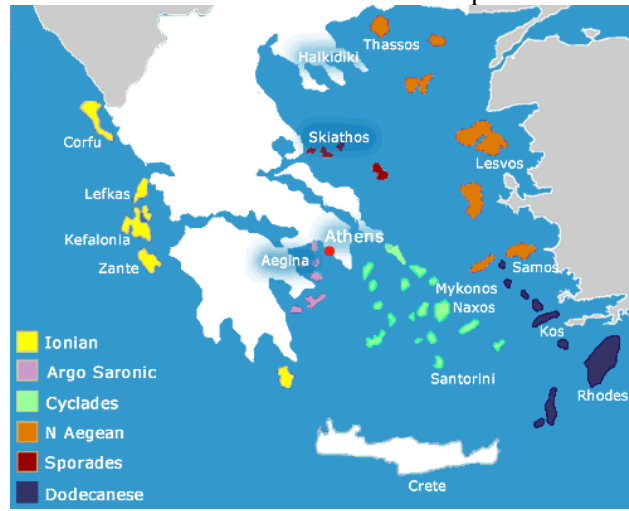 Thassos
Halkidiki
Skiathos
Corfu
Lesvos
Lefkas
Kefalonia
Athens
Aegina
Zante
Samos
Mykonos
Naxos
Kos
Santorini
Rhodes
Crete
Ionian
Argo Saronic
Cyclades
N Aegean
Sporades
Dodecanese